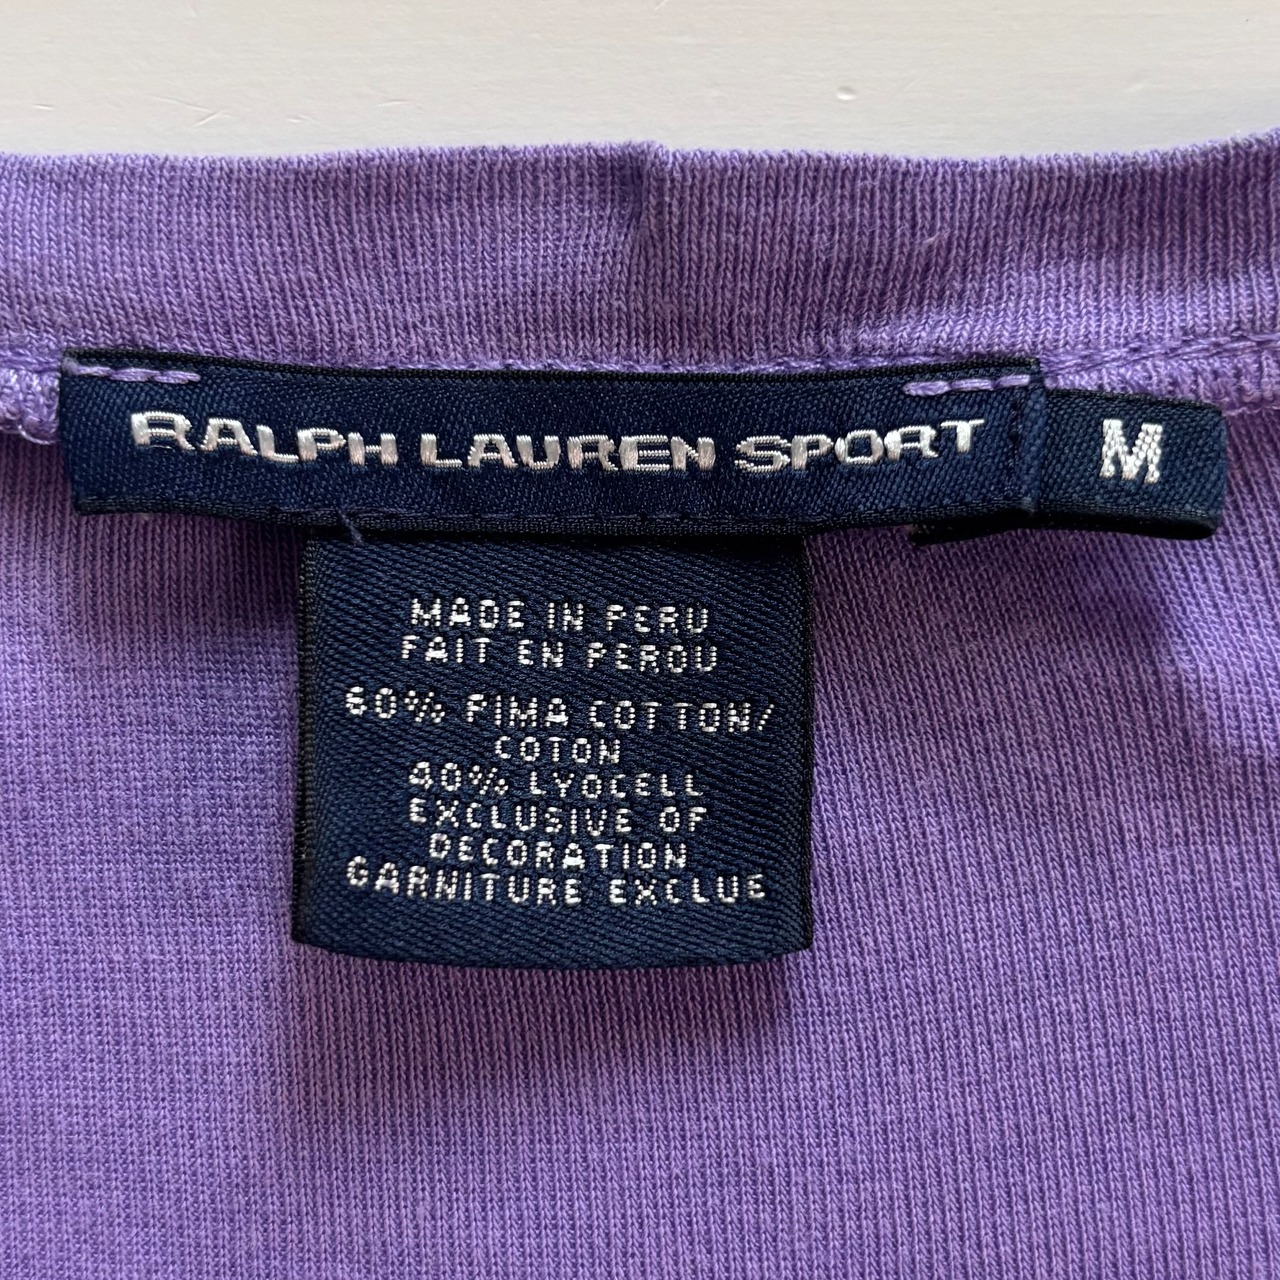 RALPH LAUREN SPORT
M
MADE IN PERU
FAIT EN PEROU
60% PIMA COTTON/
COTON
40% LYOCELL
EXCLUSIVE OF
DECORATION
GARNITURE EXCLUE